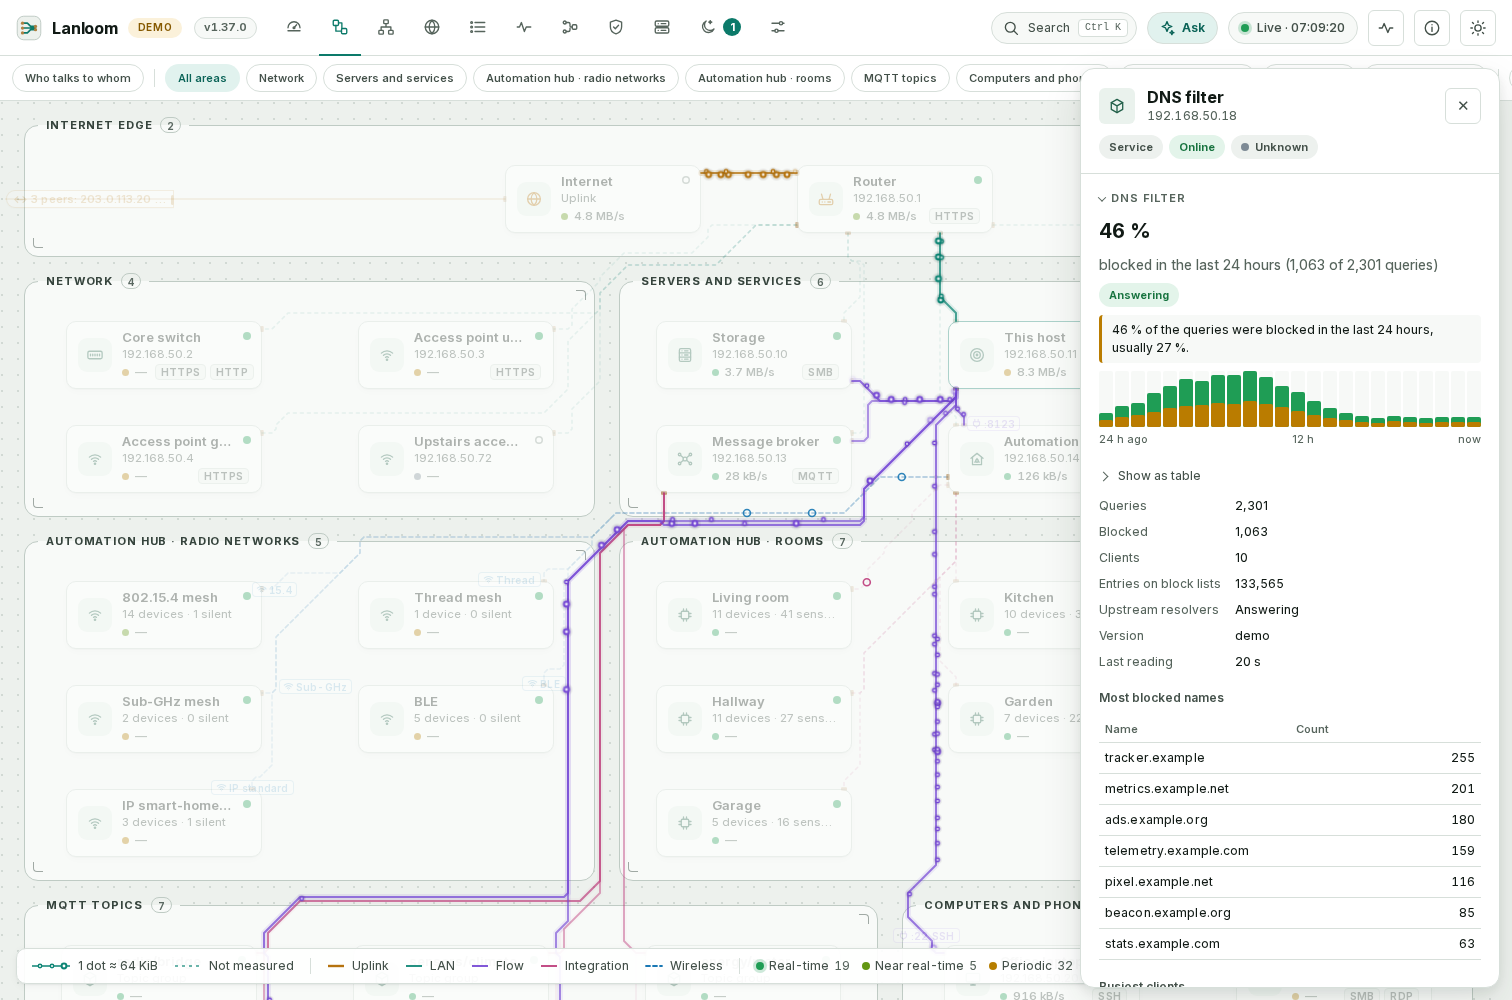 Lanloom DEMO v1.37.0 1 Search Ctrl K Ask Live · 07:09:20
Who talks to whom All areas Network Servers and services Automation hub · radio networks Automation hub · rooms MQTT topics
INTERNET EDGE 2
3 peers: 203.0.113.20
Internet
Uplink
4.8 MB/s
Router
192.168.50.1
4.8 MB/s HTTPS
NETWORK 4
Core switch
192.168.50.2
— HTTPS HTTP
Access point u…
192.168.50.3
— HTTPS
Access point g…
192.168.50.4
— HTTPS
Upstairs acce…
192.168.50.72
—
SERVERS AND SERVICES 6
Storage
192.168.50.10
3.7 MB/s SMB
This host
192.168.50.11
8.3 MB/s
Message broker
192.168.50.13
28 kB/s MQTT
:8123
Automation
192.168.50.14
126 kB/s
AUTOMATION HUB · RADIO NETWORKS 5
802.15.4 mesh
14 devices · 1 silent
—
15.4
Thread
Thread mesh
1 device · 0 silent
—
Sub-GHz mesh
2 devices · 0 silent
—
Sub-GHz
BLE
BLE
5 devices · 0 silent
—
IP standard
IP smart-home…
3 devices · 1 silent
—
AUTOMATION HUB · ROOMS 7
Living room
11 devices · 41 sens…
—
Kitchen
10 devices · 3
—
Hallway
11 devices · 27 sens…
—
Garden
7 devices · 22
—
Garage
5 devices · 16 sens…
—
MQTT TOPICS 7
COMPUTERS AND PHON
:22 SSH
1 dot ≈ 64 KiB Not measured Uplink LAN Flow Integration Wireless Real-time 19 Near real-time 5 Periodic 32
916 kB/s SSH SMB RDP
DNS filter
192.168.50.18
Service Online Unknown
DNS FILTER
46 %
blocked in the last 24 hours (1,063 of 2,301 queries)
Answering
46 % of the queries were blocked in the last 24 hours,
usually 27 %.
24 h ago 12 h now
Show as table
Queries 2,301
Blocked 1,063
Clients 10
Entries on block lists 133,565
Upstream resolvers Answering
Version demo
Last reading 20 s
Most blocked names
Name Count
tracker.example 255
metrics.example.net 201
ads.example.org 180
telemetry.example.com 159
pixel.example.net 116
beacon.example.org 85
stats.example.com 63
Busiest clients